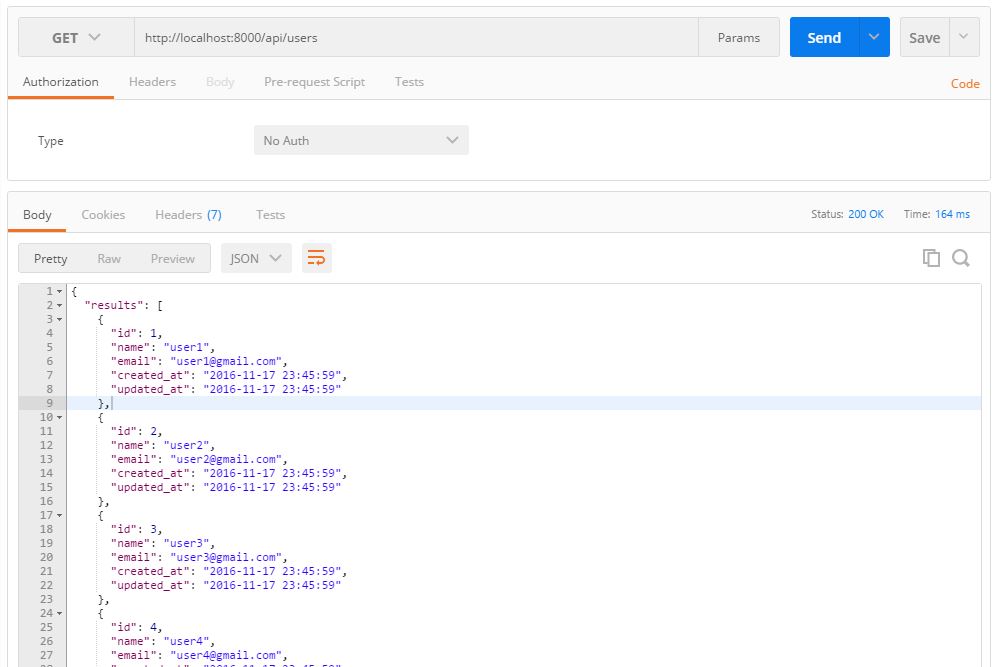 GET http://localhost:8000/api/users Params Send Save
Authorization Headers Body Pre-request Script Tests Code
Type No Auth
Body Cookies Headers (7) Tests Status: 200 OK Time: 164 ms
Pretty Raw Preview JSON
1 {
2 "results": [
3 {
4 "id": 1,
5 "name": "user1",
6 "email": "user1@gmail.com",
7 "created_at": "2016-11-17 23:45:59",
8 "updated_at": "2016-11-17 23:45:59"
9 },
10 {
11 "id": 2,
12 "name": "user2",
13 "email": "user2@gmail.com",
14 "created_at": "2016-11-17 23:45:59",
15 "updated_at": "2016-11-17 23:45:59"
16 },
17 {
18 "id": 3,
19 "name": "user3",
20 "email": "user3@gmail.com",
21 "created_at": "2016-11-17 23:45:59",
22 "updated_at": "2016-11-17 23:45:59"
23 },
24 {
25 "id": 4,
26 "name": "user4",
27 "email": "user4@gmail.com",